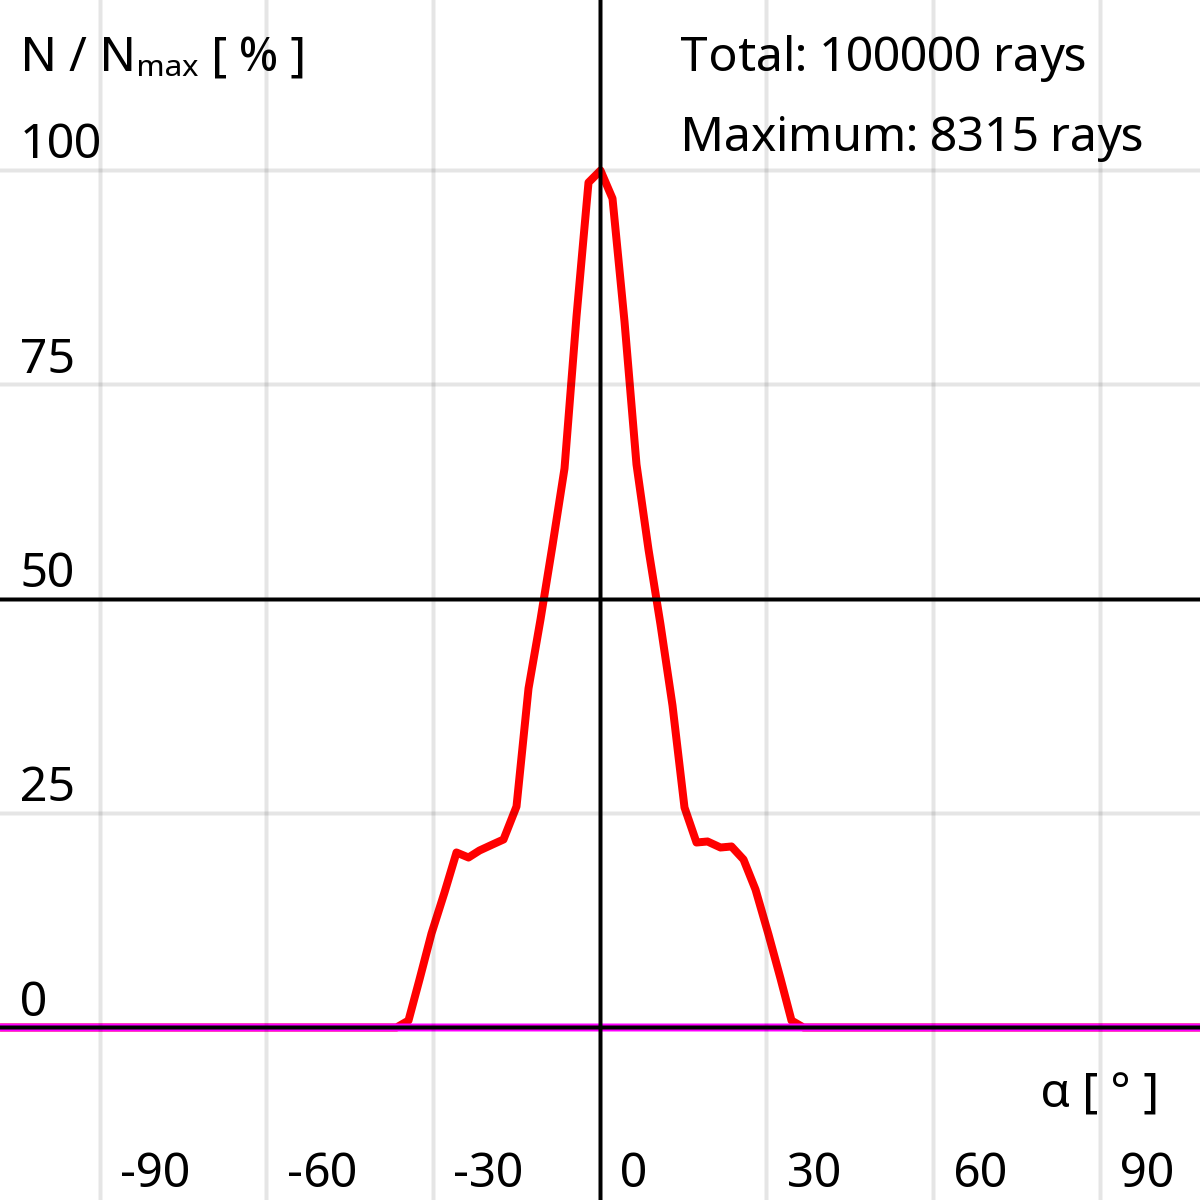 N / Nmax [ % ]
Total: 100000 rays
Maximum: 8315 rays
100
75
50
25
0
α [ ° ]
-90 -60 -30 0 30 60 90